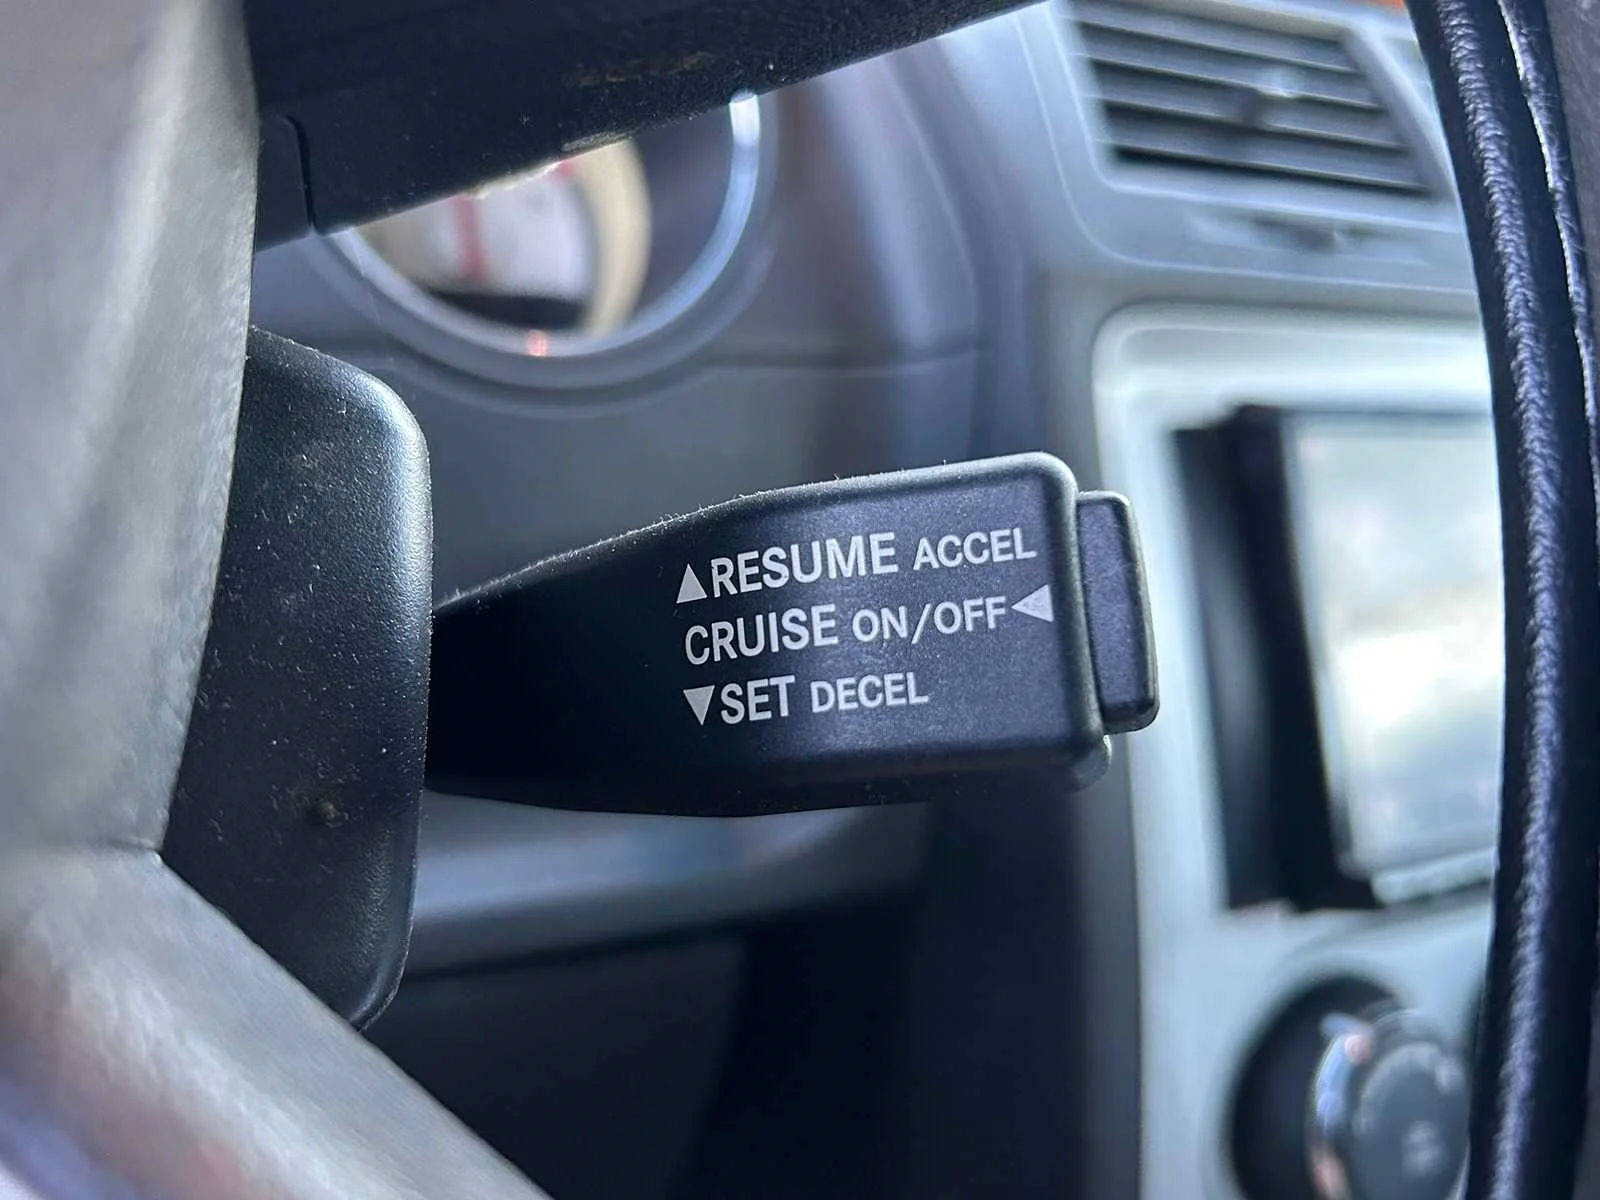 ▲RESUME ACCEL
CRUISE ON/OFF◀
▼SET DECEL